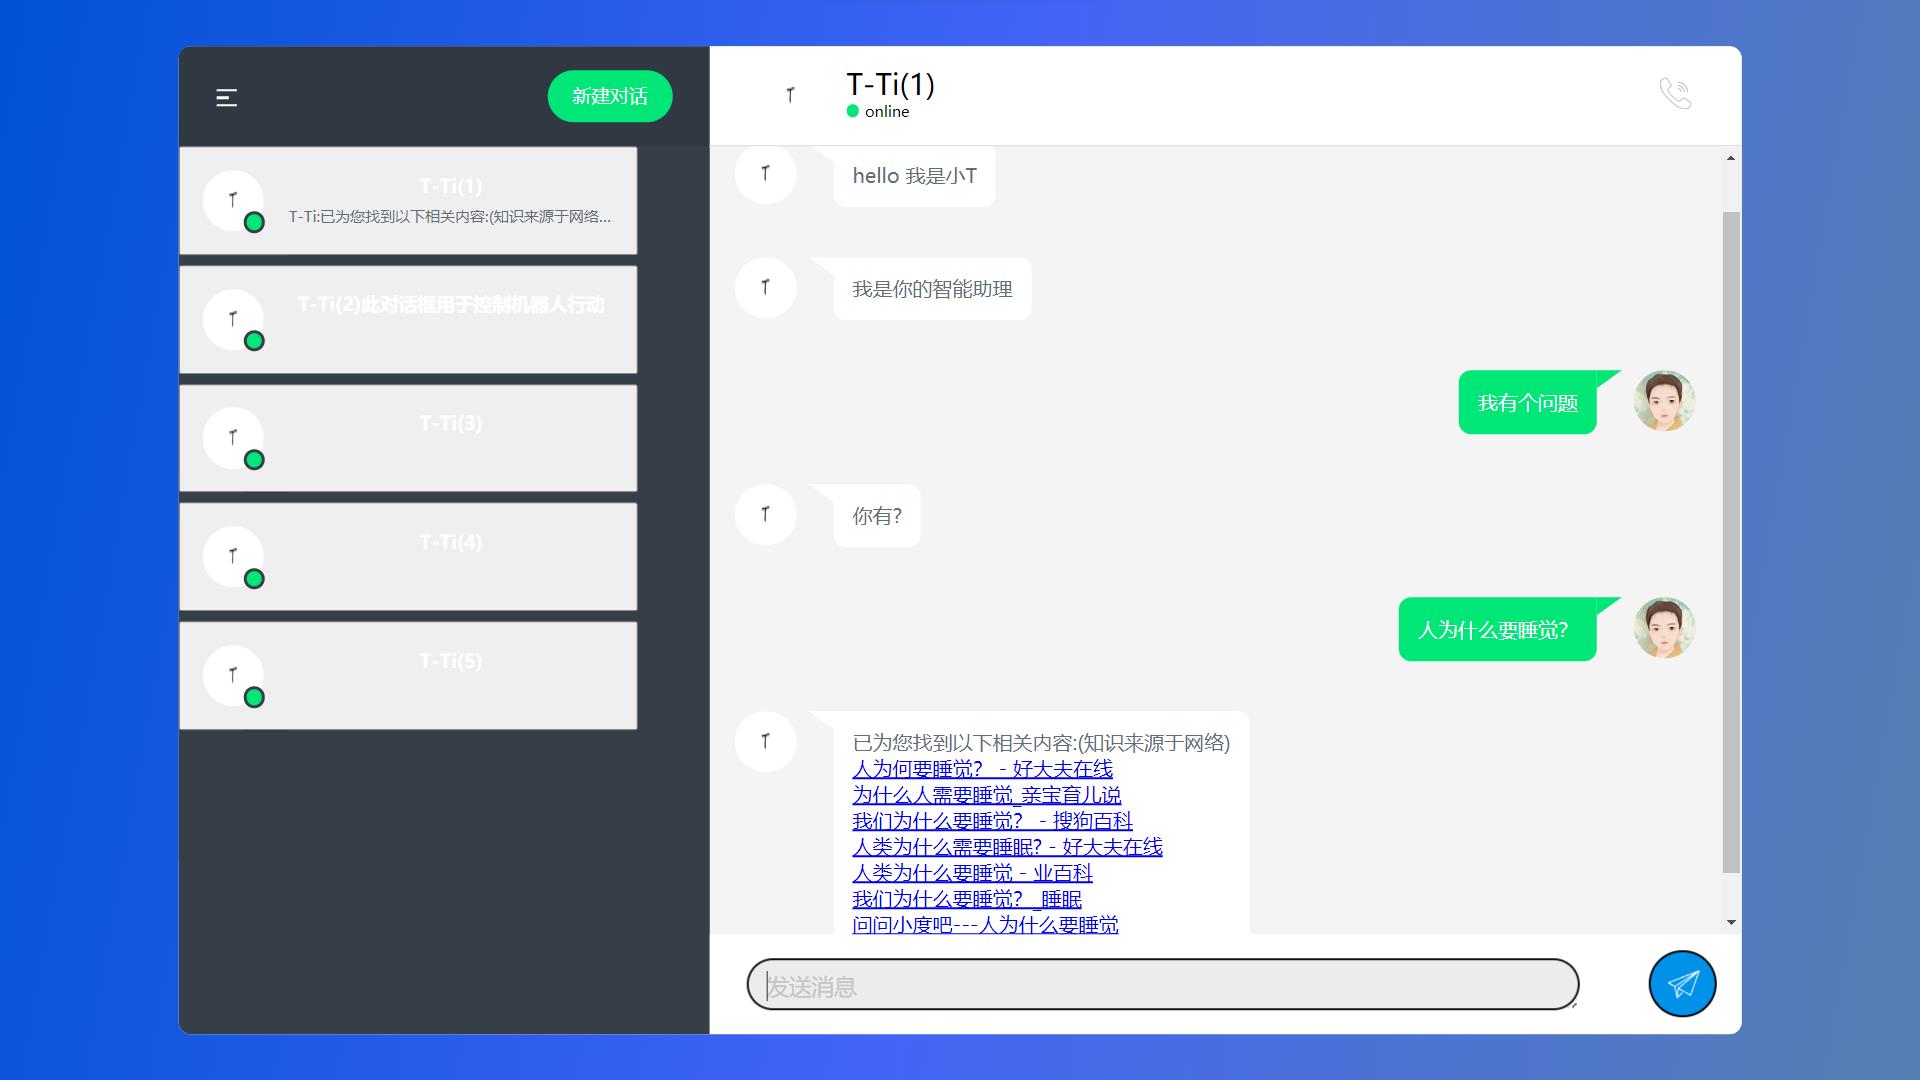 新建对话
T-Ti(1)
T-Ti:已为您找到以下相关内容:(知识来源于网络...
T-Ti(2)此对话框用于控制机器人行动
T-Ti(3)
T-Ti(4)
T-Ti(5)
T-Ti(1)
online
hello 我是小T
我是你的智能助理
我有个问题
你有?
人为什么要睡觉?
已为您找到以下相关内容:(知识来源于网络)
人为何要睡觉? - 好大夫在线
为什么人需要睡觉_亲宝育儿说
我们为什么要睡觉? - 搜狗百科
人类为什么需要睡眠? - 好大夫在线
人类为什么要睡觉 - 业百科
我们为什么要睡觉? _睡眠
问问小度吧---人为什么要睡觉
发送消息